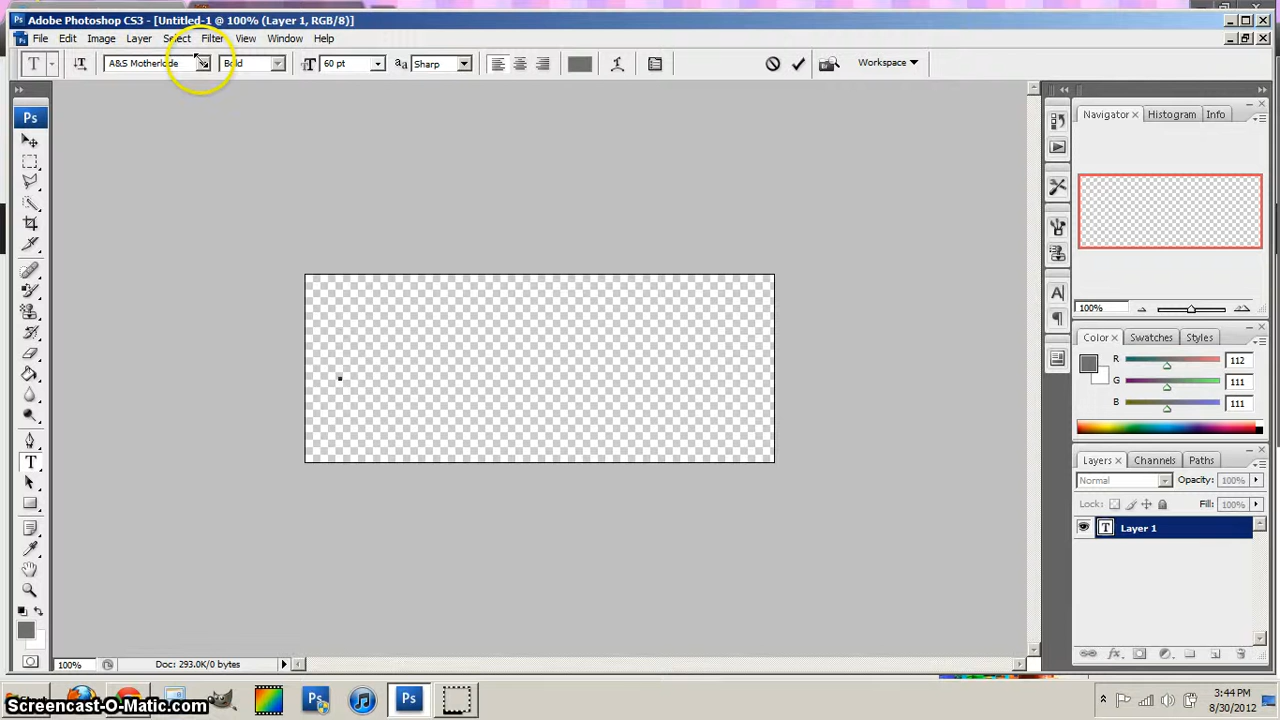 Adobe Photoshop CS3 - [Untitled-1 @ 100% (Layer 1, RGB/8)]
File Edit Image Layer Select Filter View Window Help
T A&S Motherlode Bold T 60 pt aa Sharp Workspace
Ps
Navigator × Histogram Info
100%
Color × Swatches Styles
R 112
G 111
B 111
Layers × Channels Paths
Normal Opacity: 100%
Lock: Fill: 100%
T Layer 1
100% Doc: 293.0K/0 bytes
3:44 PM
8/30/2012
Screencast-O-Matic.com